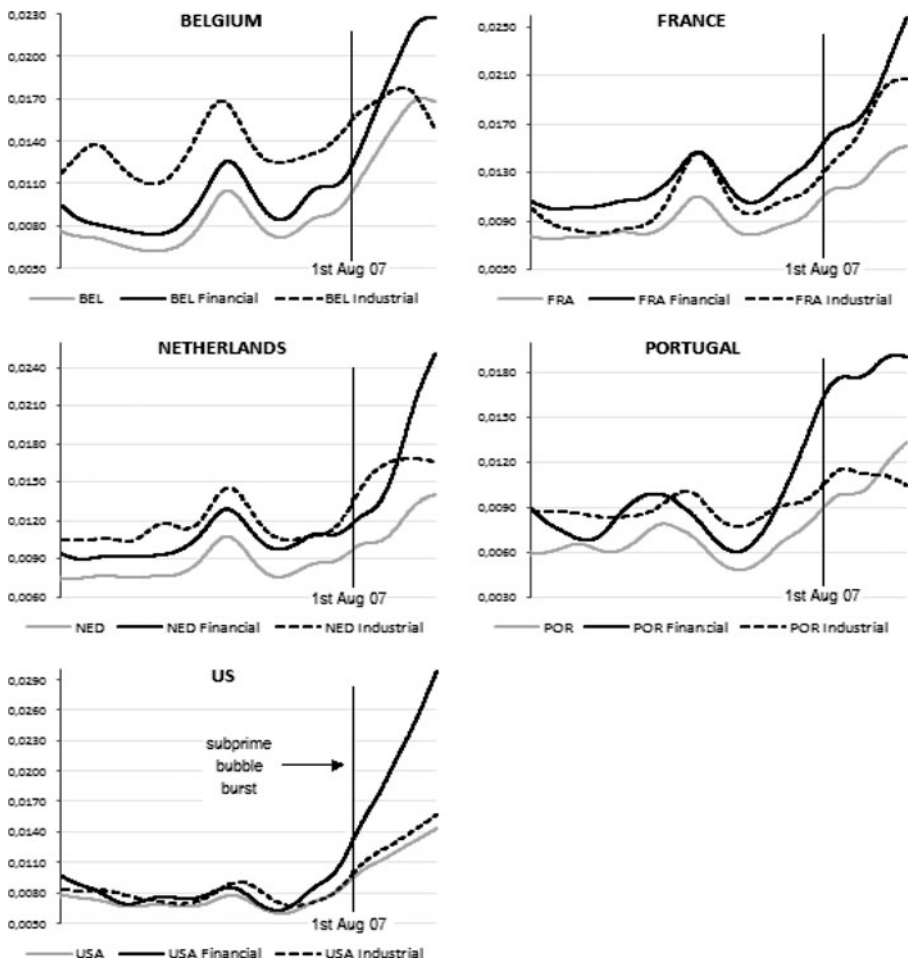 BELGIUM
0,0230
0,0200
0,0170
0,0140
0,0110
0,0080
0,0050
1st Aug 07
BEL BEL Financial BEL Industrial
FRANCE
0,0250
0,0210
0,0170
0,0130
0,0090
0,0050
1st Aug 07
FRA FRA Financial FRA Industrial
NETHERLANDS
0,0240
0,0210
0,0180
0,0150
0,0120
0,0090
0,0060
1st Aug 07
NED NED Financial NED Industrial
PORTUGAL
0,0180
0,0150
0,0120
0,0090
0,0060
0,0030
1st Aug 07
POR POR Financial POR Industrial
US
0,0290
0,0260
0,0230
0,0200
0,0170
0,0140
0,0110
0,0080
0,0050
subprime
bubble
burst
1st Aug 07
USA USA Financial USA Industrial